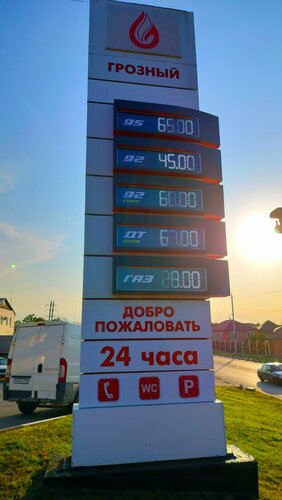 ГРОЗНЫЙ
95 65.00
92 45.00
92 60.00
ДТ 67.00
ГАЗ 28.00
ДОБРО
ПОЖАЛОВАТЬ
24 часа
WC P